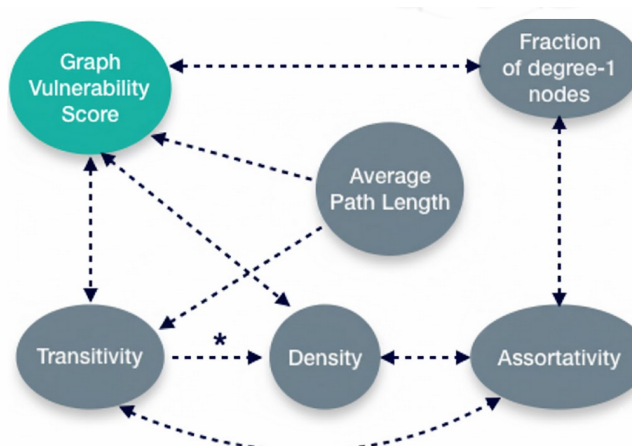 Graph
Vulnerability
Score
Fraction
of degree-1
nodes
Average
Path Length
Transitivity
*
Density
Assortativity